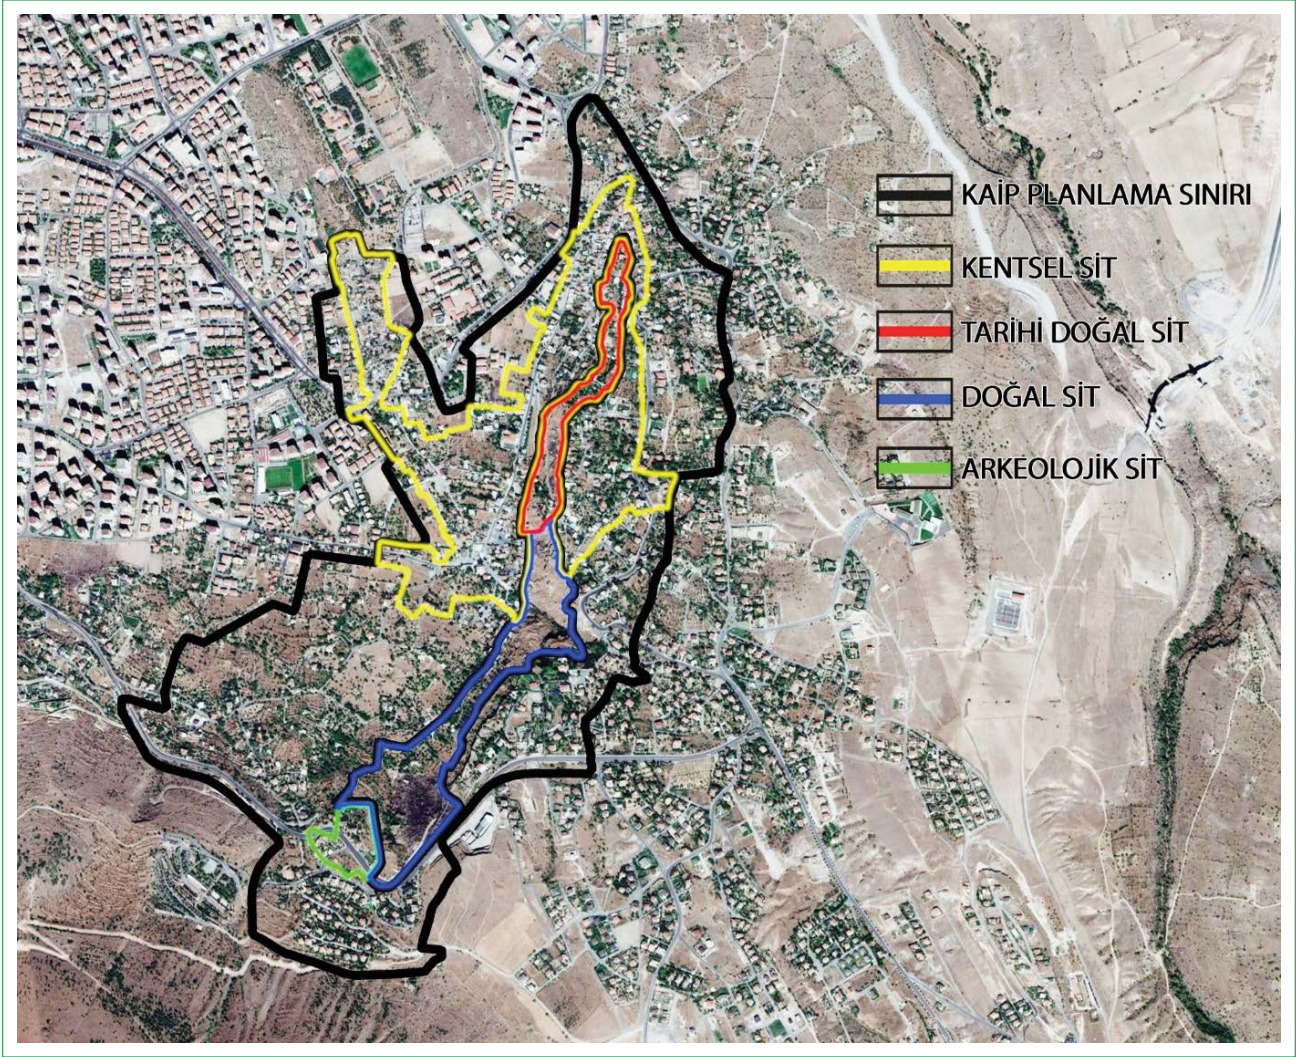 KAİP PLANLAMA SINIRI
KENTSEL SİT
TARİHİ DOĞAL SİT
DOĞAL SİT
ARKEOLOJİK SİT